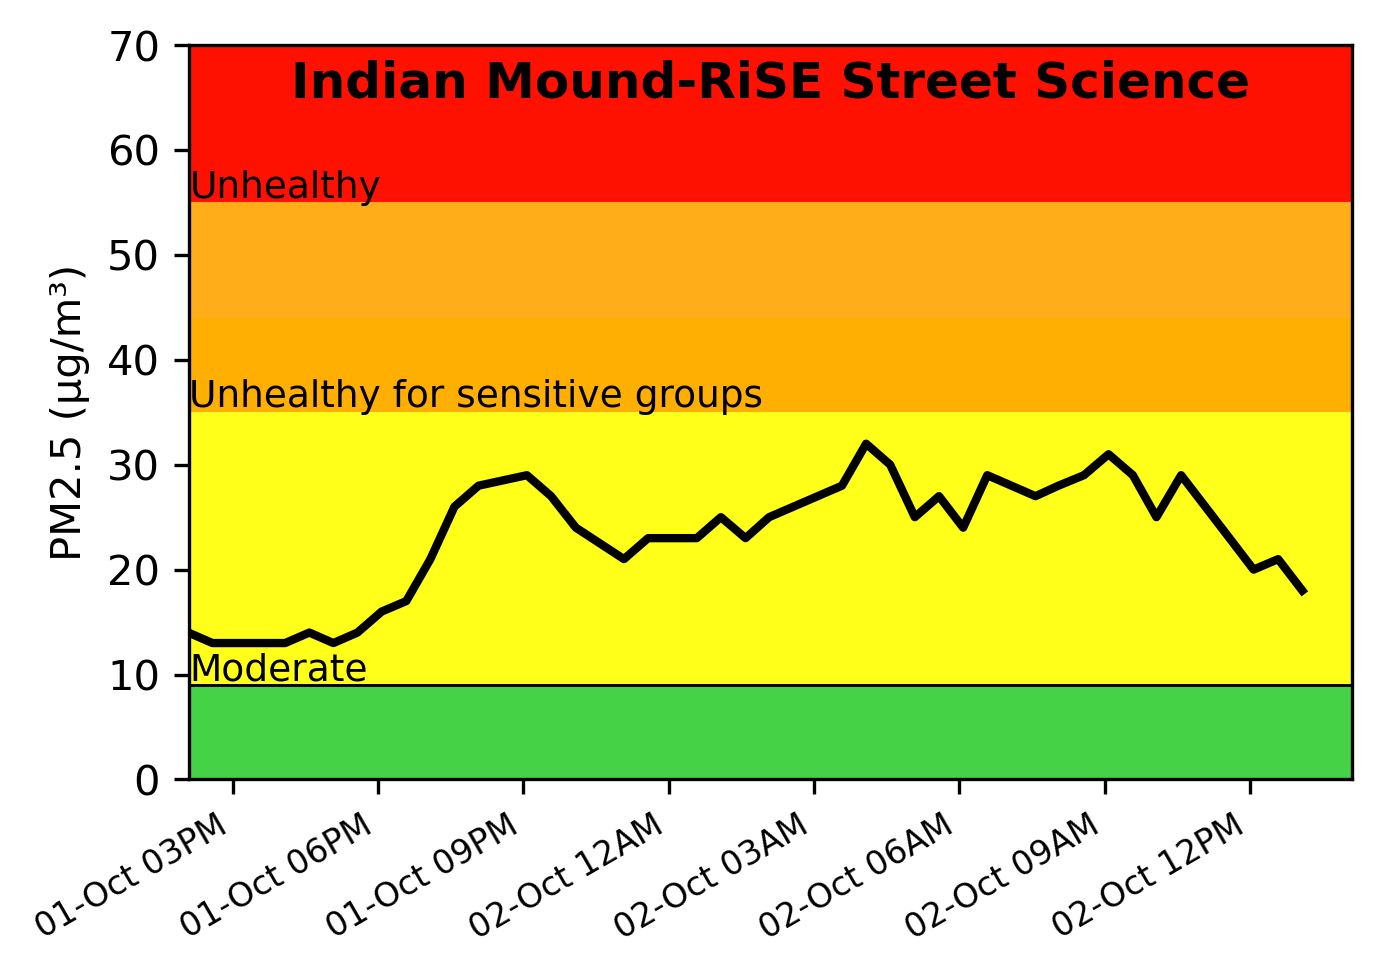 Indian Mound-RiSE Street Science
70
60
50
40
30
20
10
0
PM2.5 (µg/m³)
Unhealthy
Unhealthy for sensitive groups
Moderate
01-Oct 03PM
01-Oct 06PM
01-Oct 09PM
02-Oct 12AM
02-Oct 03AM
02-Oct 06AM
02-Oct 09AM
02-Oct 12PM